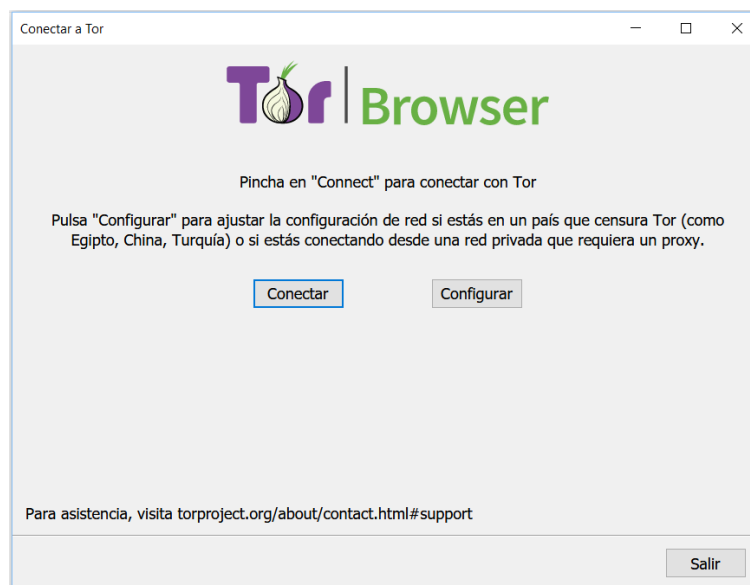 Conectar a Tor
Tor Browser
Pincha en "Connect" para conectar con Tor
Pulsa "Configurar" para ajustar la configuración de red si estás en un país que censura Tor (como
Egipto, China, Turquía) o si estás conectando desde una red privada que requiera un proxy.
Conectar Configurar
Para asistencia, visita torproject.org/about/contact.html#support
Salir